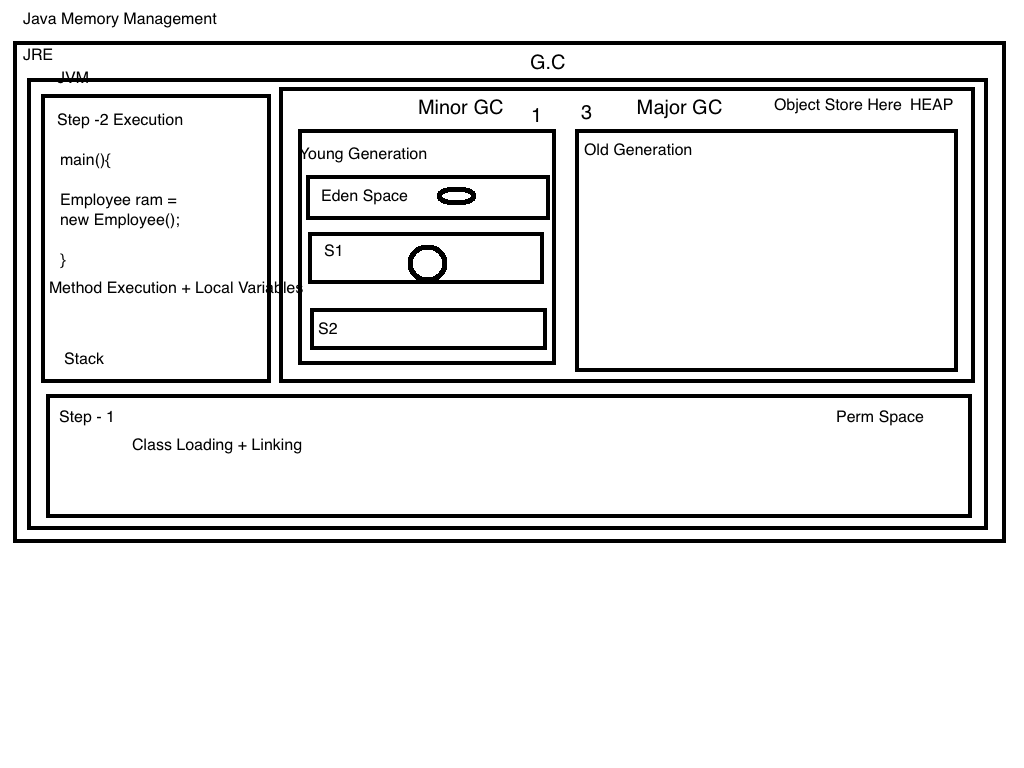 Java Memory Management
JRE
G.C
JVM
Step -2 Execution
main(){
Employee ram =
new Employee();
}
Method Execution + Local Variables
Stack
Minor GC
1
3
Major GC
Object Store Here  HEAP
Young Generation
Eden Space
S1
S2
Old Generation
Step - 1
Perm Space
Class Loading + Linking